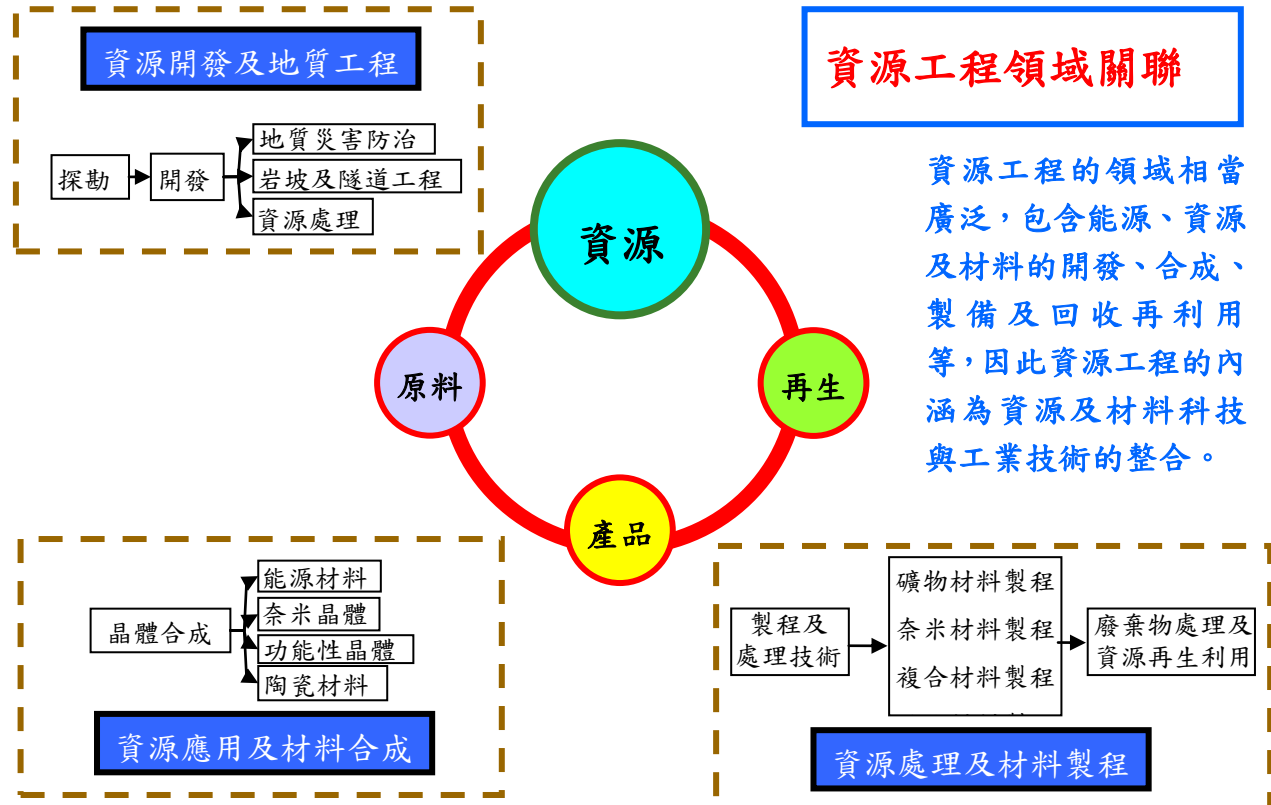 資源開發及地質工程
探勘
開發
地質災害防治
岩坡及隧道工程
資源處理
資源工程領域關聯
資源工程的領域相當
廣泛，包含能源、資源
及材料的開發、合成、
製備及回收再利用
等，因此資源工程的內
涵為資源及材料科技
與工業技術的整合。
資源
原料
再生
產品
晶體合成
能源材料
奈米晶體
功能性晶體
陶瓷材料
資源應用及材料合成
製程及
處理技術
礦物材料製程
奈米材料製程
複合材料製程
廢棄物處理及
資源再生利用
資源處理及材料製程